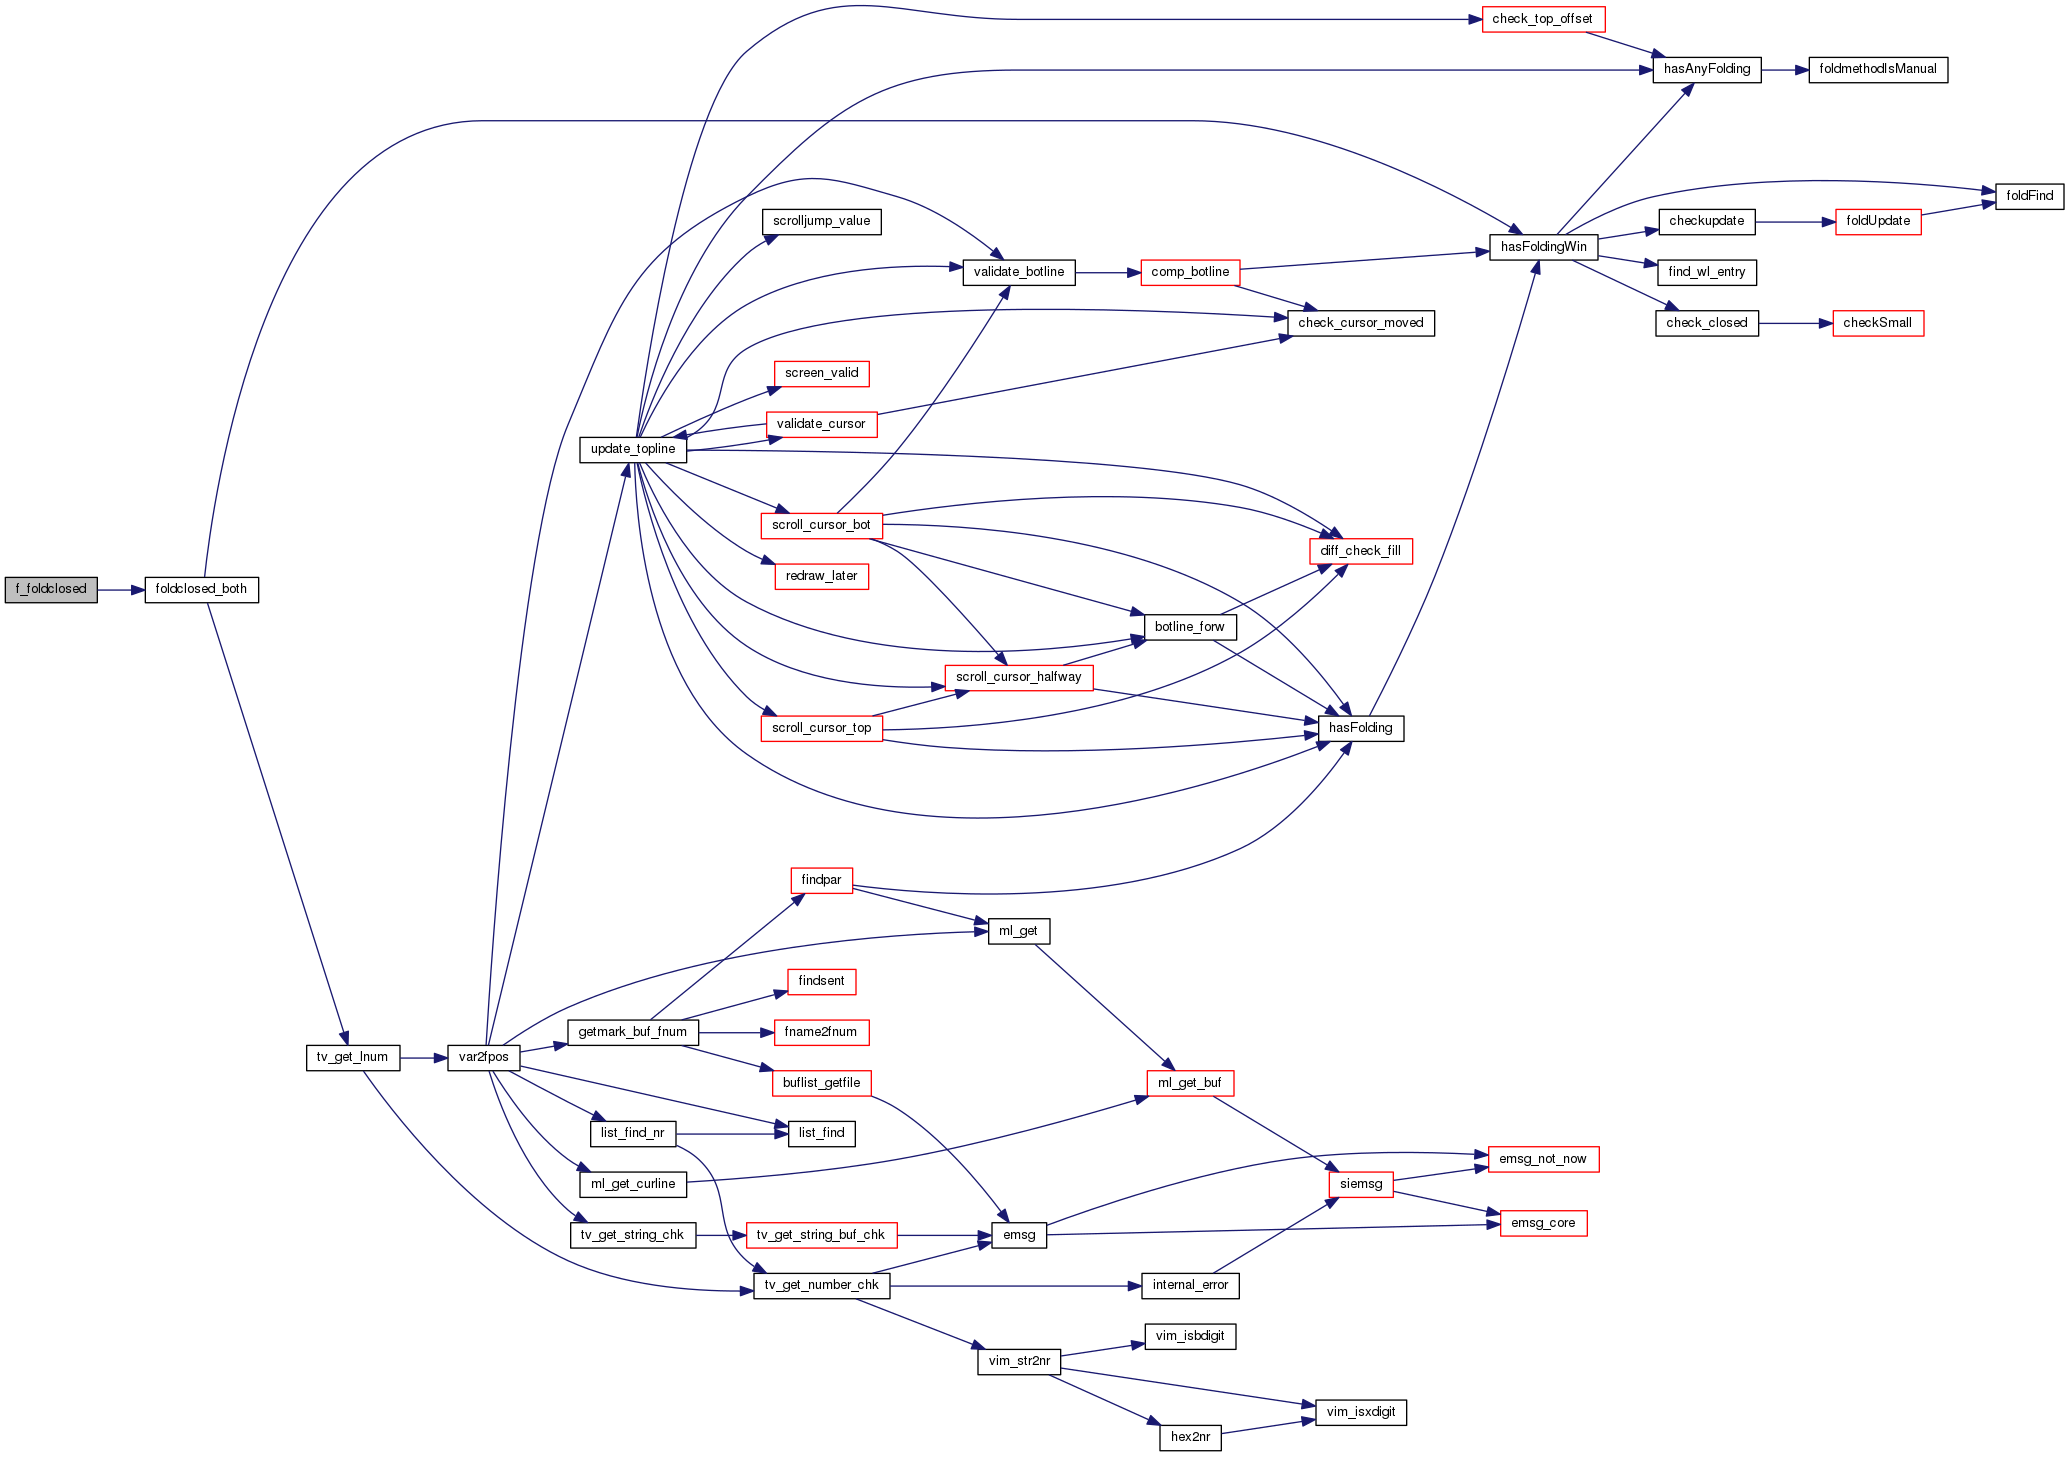 check_top_offset
hasAnyFolding
foldmethodIsManual
foldFind
scrolljump_value
checkupdate
foldUpdate
hasFoldingWin
validate_botline
comp_botline
find_wl_entry
check_cursor_moved
check_closed
checkSmall
screen_valid
validate_cursor
update_topline
scroll_cursor_bot
diff_check_fill
redraw_later
f_foldclosed
foldclosed_both
botline_forw
scroll_cursor_halfway
scroll_cursor_top
hasFolding
findpar
ml_get
findsent
getmark_buf_fnum
fname2fnum
tv_get_lnum
var2fpos
buflist_getfile
ml_get_buf
list_find_nr
list_find
emsg_not_now
ml_get_curline
siemsg
emsg_core
tv_get_string_chk
tv_get_string_buf_chk
emsg
tv_get_number_chk
internal_error
vim_isbdigit
vim_str2nr
vim_isxdigit
hex2nr